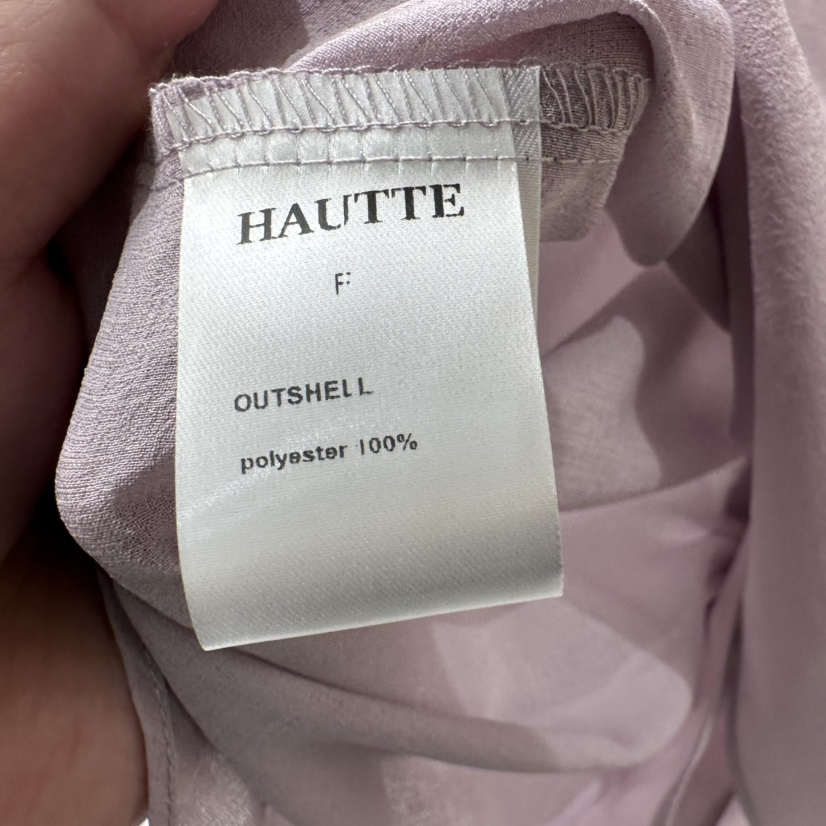 HAUTTE
F
OUTSHELL
polyester 100%